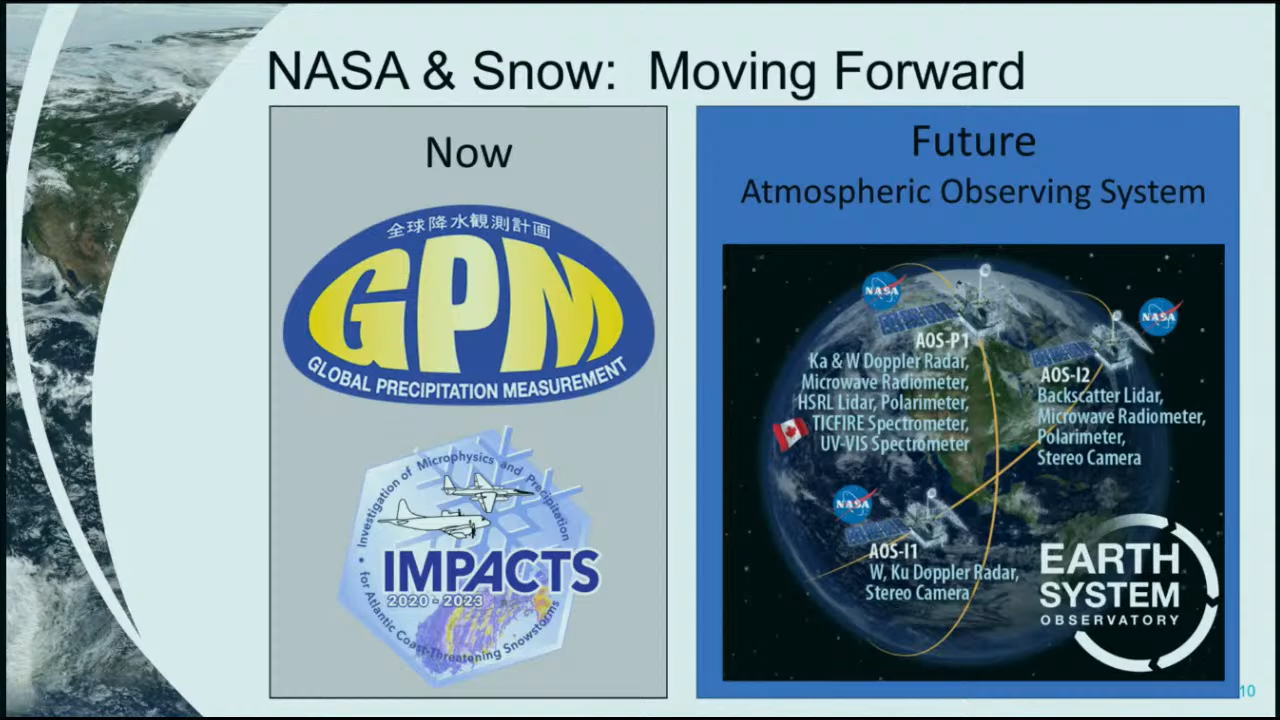 NASA & Snow: Moving Forward
Now
全球降水観測計画
GPM
GLOBAL PRECIPITATION MEASUREMENT
Investigation of Microphysics and Precipitation
IMPACTS
2020 - 2023
for Atlantic Coast-Threatening Snowstorms
Future
Atmospheric Observing System
NASA
AOS-P1
Ka & W Doppler Radar,
Microwave Radiometer,
HSRL Lidar, Polarimeter,
TICFIRE Spectrometer,
UV-VIS Spectrometer
NASA
AOS-I2
Backscatter Lidar,
Microwave Radiometer,
Polarimeter,
Stereo Camera
NASA
AOS-I1
W, Ku Doppler Radar,
Stereo Camera
EARTH
SYSTEM
OBSERVATORY
10